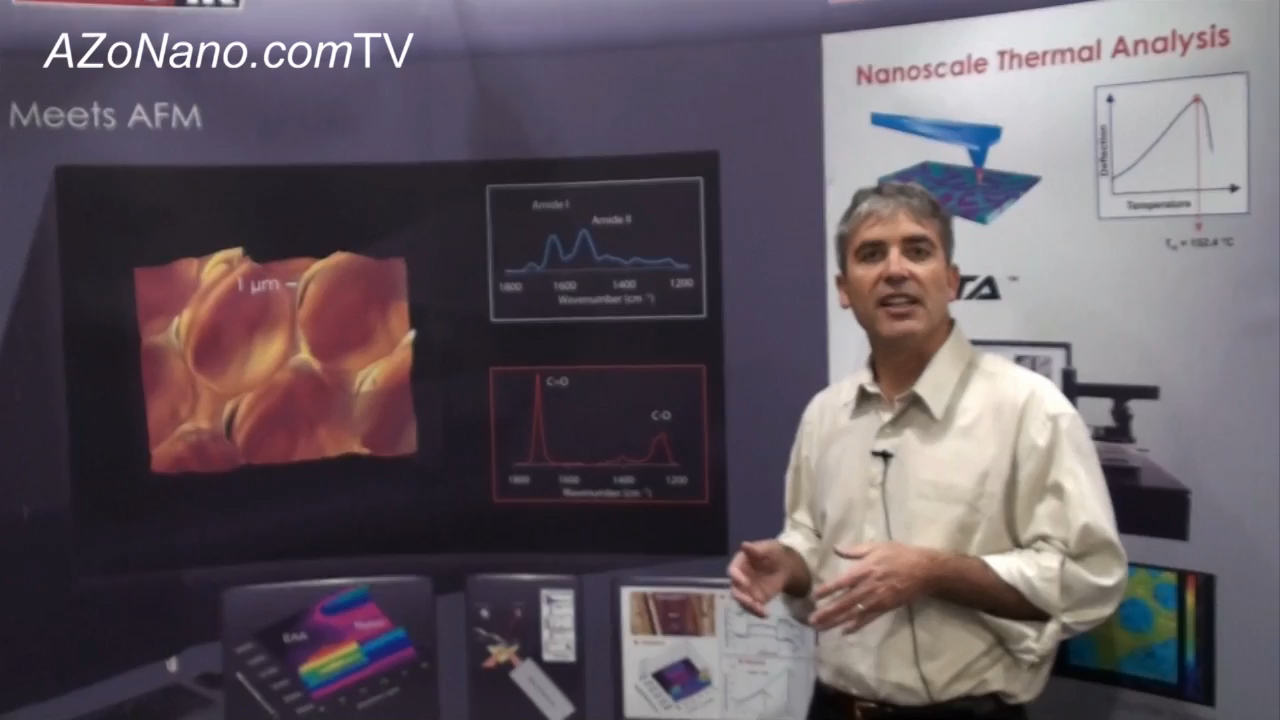 AZoNano.comTV
Meets AFM
Nanoscale Thermal Analysis
Deflection
Temperature
1 µm
Amide I
Amide II
1800 1600 1400 1200
Wavenumber (cm⁻¹)
C=O
C-O
1800 1600 1400 1200
Wavenumber (cm⁻¹)
TA ™
EAA